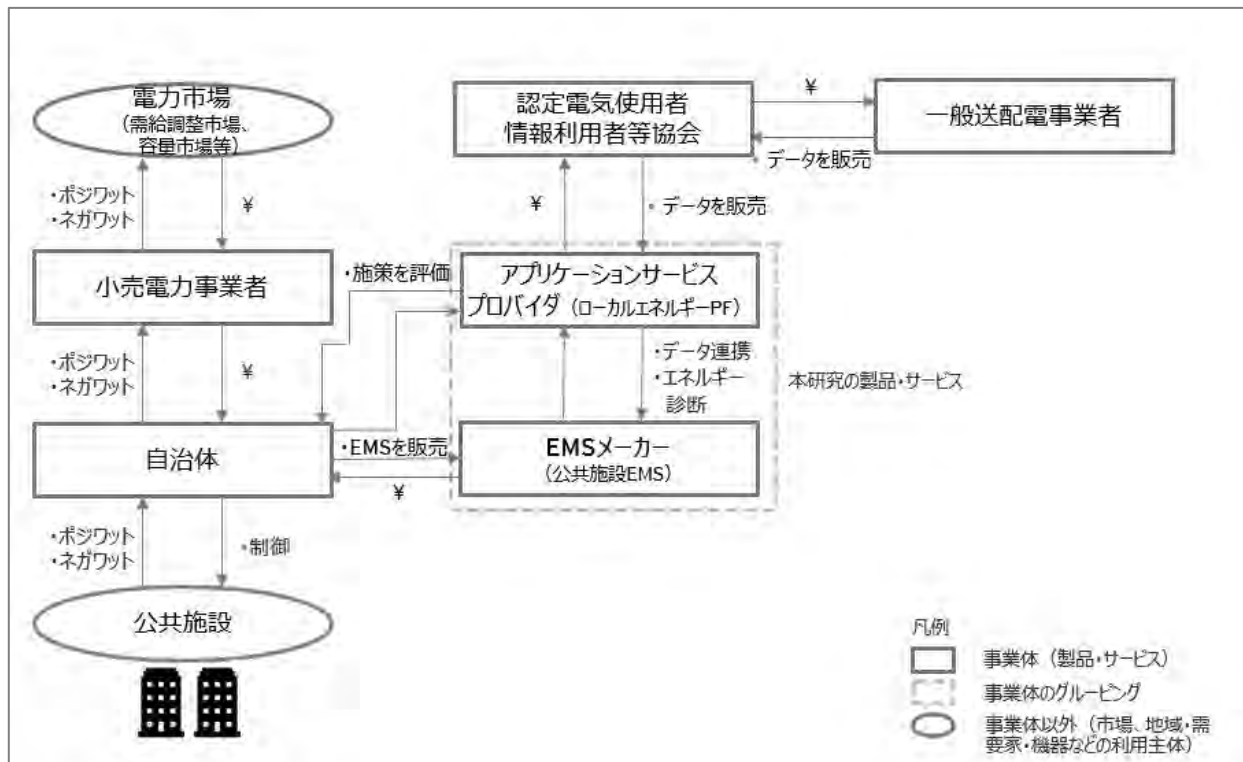 電力市場
（需給調整市場、
容量市場等）
認定電気使用者
情報利用者等協会
¥
一般送配電事業者
・データを販売
・ポジワット
・ネガワット
¥
¥
・データを販売
小売電力事業者
・施策を評価
アプリケーションサービス
プロバイダ（ローカルエネルギーPF）
・ポジワット
・ネガワット
¥
・データ連携
・エネルギー
診断
本研究の製品・サービス
自治体
・EMSを販売
¥
EMSメーカー
（公共施設EMS）
・ポジワット
・ネガワット
・制御
公共施設
凡例
事業体（製品・サービス）
事業体のグルーピング
事業体以外（市場、地域・需
要家・機器などの利用主体）